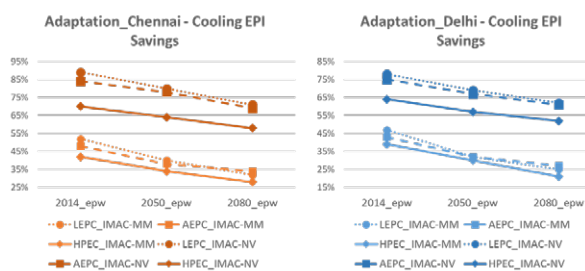 Adaptation_Chennai - Cooling EPI
Savings
95%
85%
75%
65%
55%
45%
35%
25%
2014_epw
2050_epw
2080_epw
LEPC_IMAC-MM
AEPC_IMAC-MM
HPEC_IMAC-MM
LEPC_IMAC-NV
AEPC_IMAC-NV
HPEC_IMAC-NV
Adaptation_Delhi - Cooling EPI
Savings
85%
75%
65%
55%
45%
35%
25%
15%
2014_epw
2050_epw
2080_epw
LEPC_IMAC-MM
AEPC_IMAC-MM
HPEC_IMAC-MM
LEPC_IMAC-NV
AEPC_IMAC-NV
HPEC_IMAC-NV